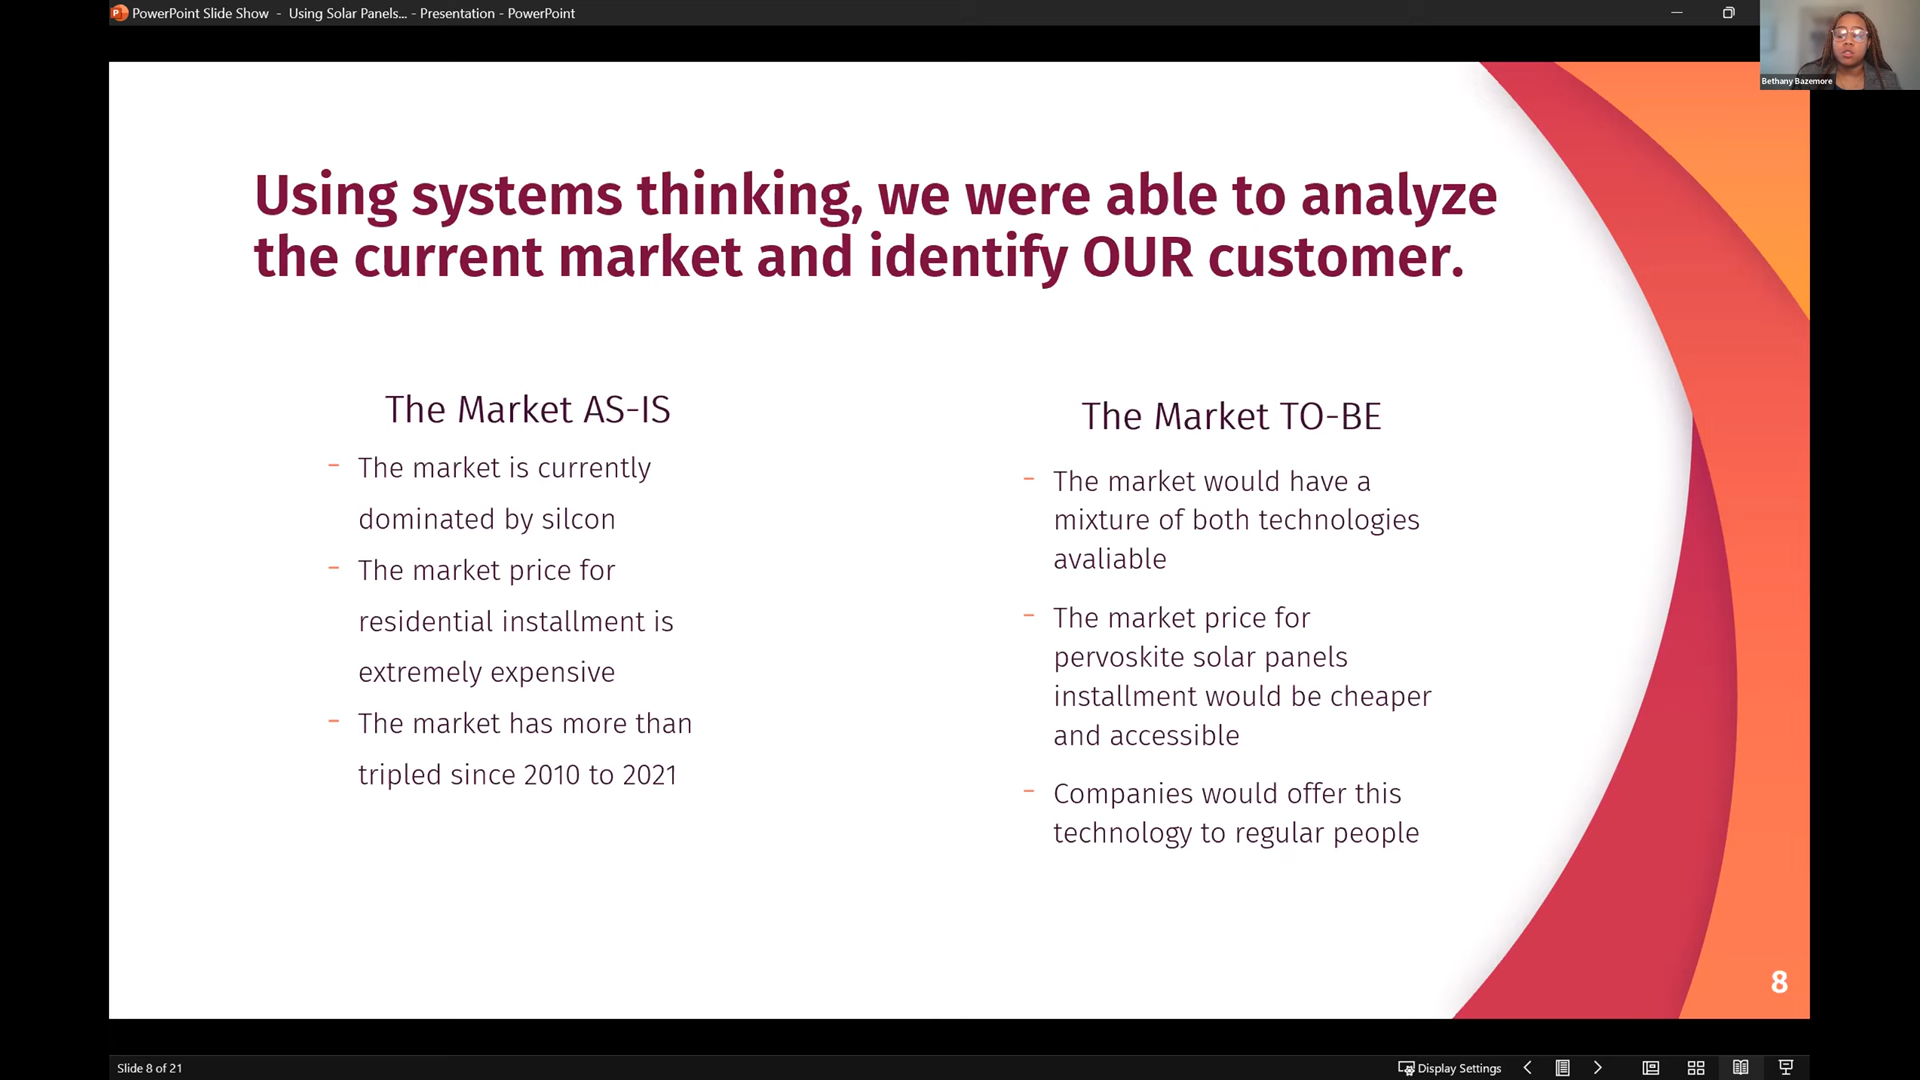 PowerPoint Slide Show - Using Solar Panels... - Presentation - PowerPoint
Bethany Bazemore
Using systems thinking, we were able to analyze
the current market and identify OUR customer.
The Market AS-IS
- The market is currently
dominated by silcon
- The market price for
residential installment is
extremely expensive
- The market has more than
tripled since 2010 to 2021
The Market TO-BE
- The market would have a
mixture of both technologies
avaliable
- The market price for
pervoskite solar panels
installment would be cheaper
and accessible
- Companies would offer this
technology to regular people
8
Slide 8 of 21
Display Settings